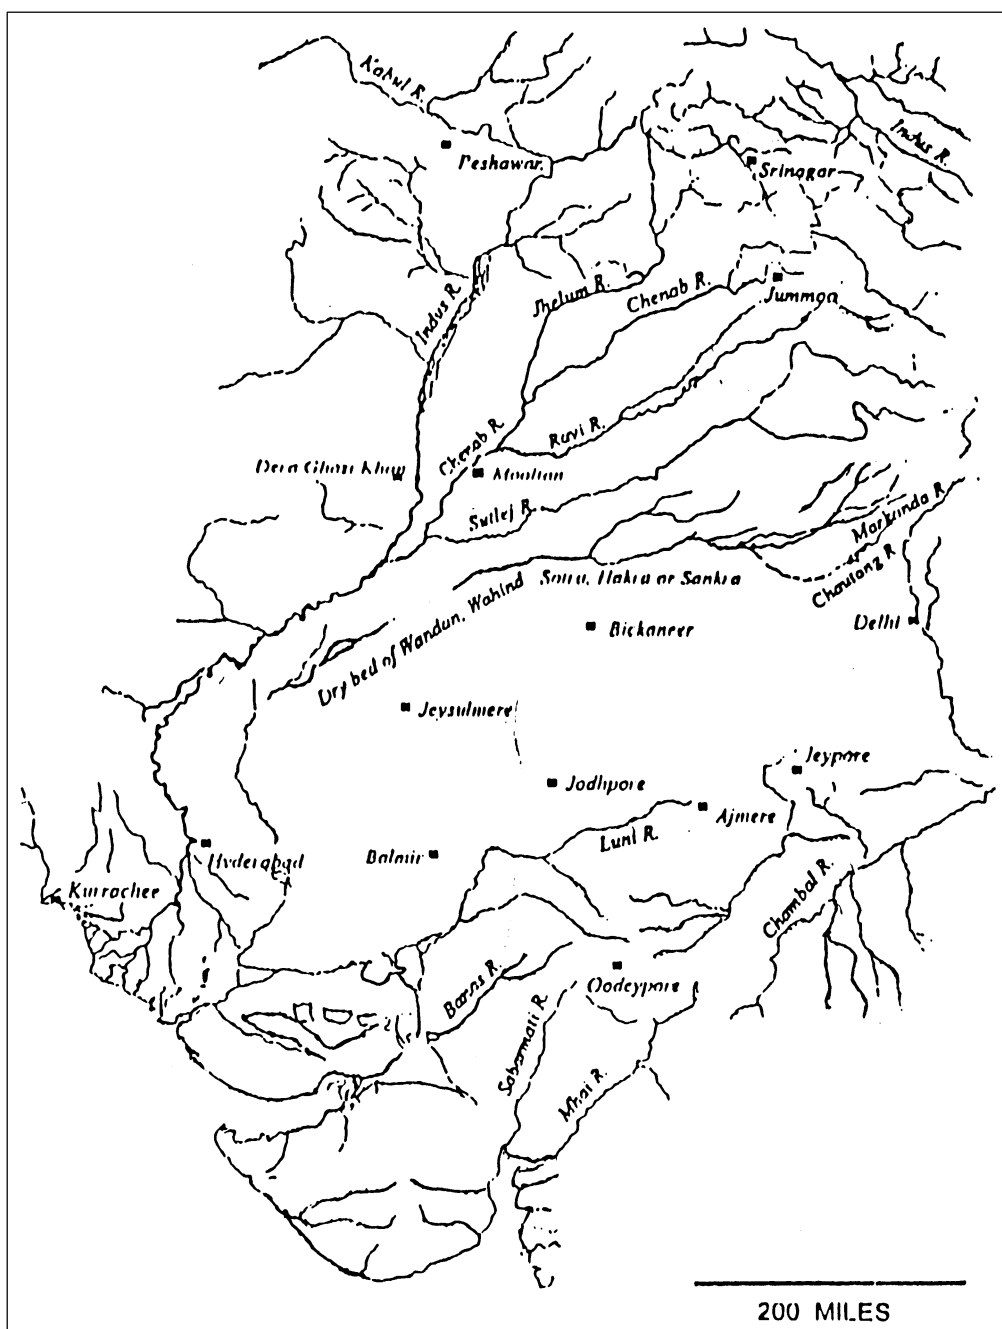 Kabul R.
Indus R.
Peshawar
Srinagar
Indus R.
Jhelum R.
Chenab R.
Jummoo
Chenab R.
Ravi R.
Dera Ghazi Khan
Mooltan
Sutlej R.
Markunda R.
Choutang R.
Sotra, Hakra or Sankra
Dry bed of Wandun, Wahind
Bickaneer
Delhi
Jeysulmere
Jeypore
Jodhpore
Ajmere
Luni R.
Hyderabad
Balmir
Kurrachee
Chambal R.
Banas R.
Oodeypore
Sabarmati R.
Mhai R.
200 MILES